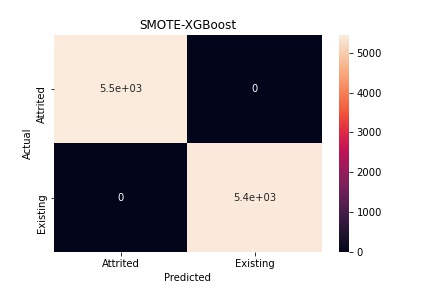 SMOTE-XGBoost
Actual
Attrited
Existing
5.5e+03
0
0
5.4e+03
Attrited
Existing
Predicted
5000
4000
3000
2000
1000
0